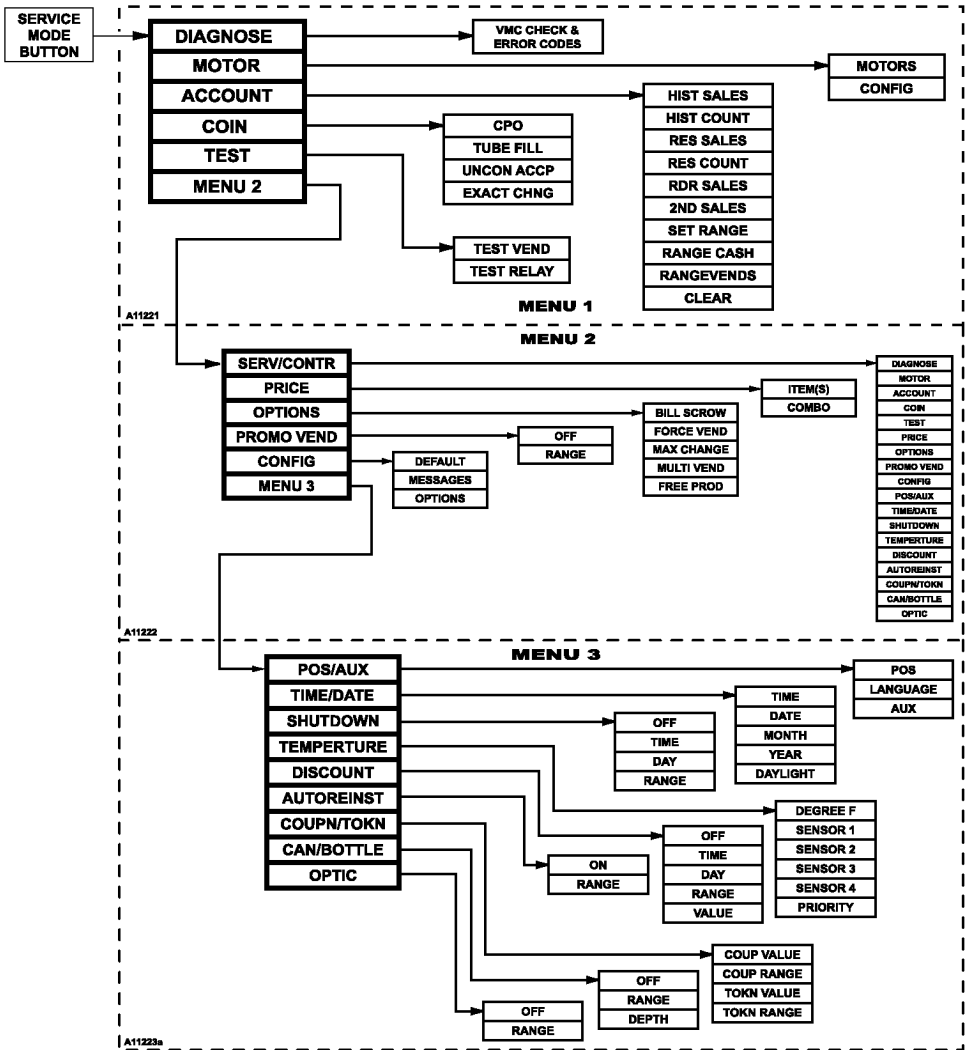 SERVICE
MODE
BUTTON
DIAGNOSE
MOTOR
ACCOUNT
COIN
TEST
MENU 2
VMC CHECK &
ERROR CODES
MOTORS
CONFIG
HIST SALES
HIST COUNT
RES SALES
RES COUNT
RDR SALES
2ND SALES
SET RANGE
RANGE CASH
RANGEVENDS
CLEAR
CPO
TUBE FILL
UNCON ACCP
EXACT CHNG
TEST VEND
TEST RELAY
MENU 1
A11221
MENU 2
SERV/CONTR
PRICE
OPTIONS
PROMO VEND
CONFIG
MENU 3
DIAGNOSE
MOTOR
ACCOUNT
COIN
TEST
PRICE
OPTIONS
PROMO VEND
CONFIG
POS/AUX
TIME/DATE
SHUTDOWN
TEMPERTURE
DISCOUNT
AUTOREINST
COUPN/TOKN
CAN/BOTTLE
OPTIC
ITEM(S)
COMBO
BILL SCROW
FORCE VEND
MAX CHANGE
MULTI VEND
FREE PROD
OFF
RANGE
DEFAULT
MESSAGES
OPTIONS
A11222
MENU 3
POS/AUX
TIME/DATE
SHUTDOWN
TEMPERTURE
DISCOUNT
AUTOREINST
COUPN/TOKN
CAN/BOTTLE
OPTIC
POS
LANGUAGE
AUX
TIME
DATE
MONTH
YEAR
DAYLIGHT
OFF
TIME
DAY
RANGE
DEGREE F
SENSOR 1
SENSOR 2
SENSOR 3
SENSOR 4
PRIORITY
OFF
TIME
DAY
RANGE
VALUE
ON
RANGE
COUP VALUE
COUP RANGE
TOKN VALUE
TOKN RANGE
OFF
RANGE
DEPTH
OFF
RANGE
A11223a